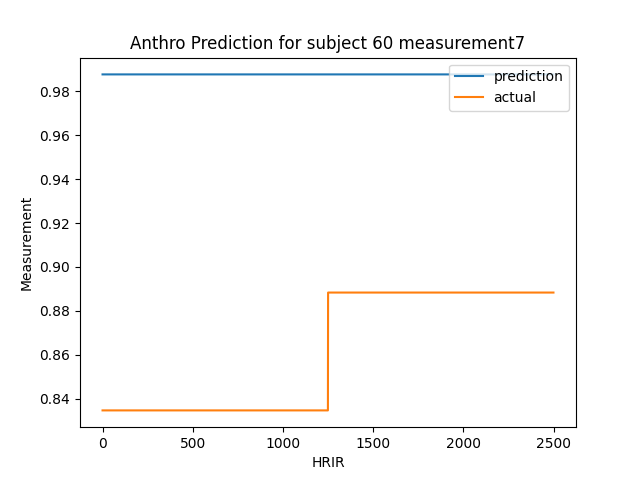 Anthro Prediction for subject 60 measurement7
prediction
actual
Measurement
0.98
0.96
0.94
0.92
0.90
0.88
0.86
0.84
0
500
1000
1500
2000
2500
HRIR